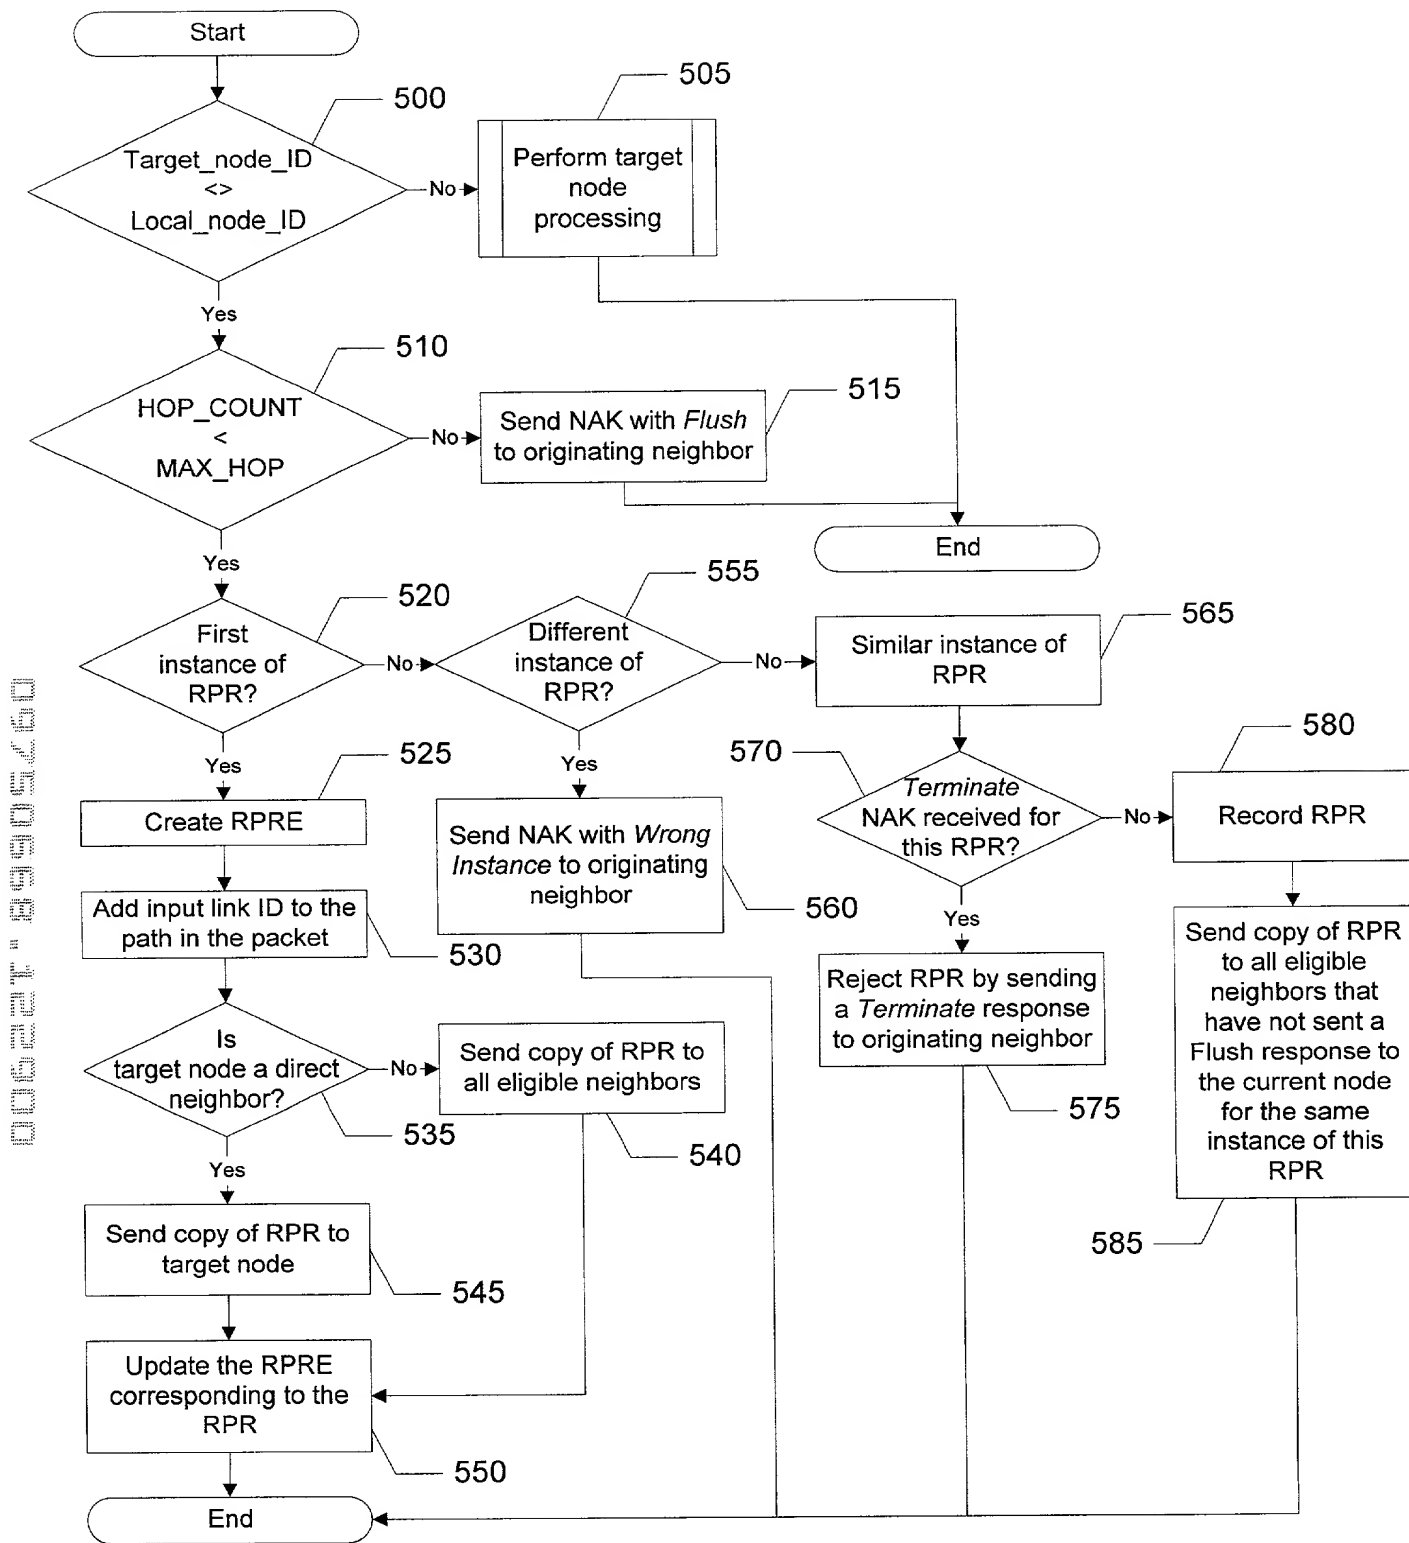 Start
500
Target_node_ID
<>
Local_node_ID
No
505
Perform target
node
processing
Yes
510
HOP_COUNT
<
MAX_HOP
No
515
Send NAK with Flush
to originating neighbor
End
Yes
520
First
instance of
RPR?
No
555
Different
instance of
RPR?
No
565
Similar instance of
RPR
Yes
525
Create RPRE
Yes
Send NAK with Wrong
Instance to originating
neighbor
560
570
Terminate
NAK received for
this RPR?
No
580
Record RPR
Add input link ID to the
path in the packet
530
Yes
Reject RPR by sending
a Terminate response
to originating neighbor
575
Send copy of RPR
to all eligible
neighbors that
have not sent a
Flush response to
the current node
for the same
instance of this
RPR
585
Is
target node a direct
neighbor?
535
No
Send copy of RPR to
all eligible neighbors
540
Yes
Send copy of RPR to
target node
545
Update the RPRE
corresponding to the
RPR
550
End
09750668.122900